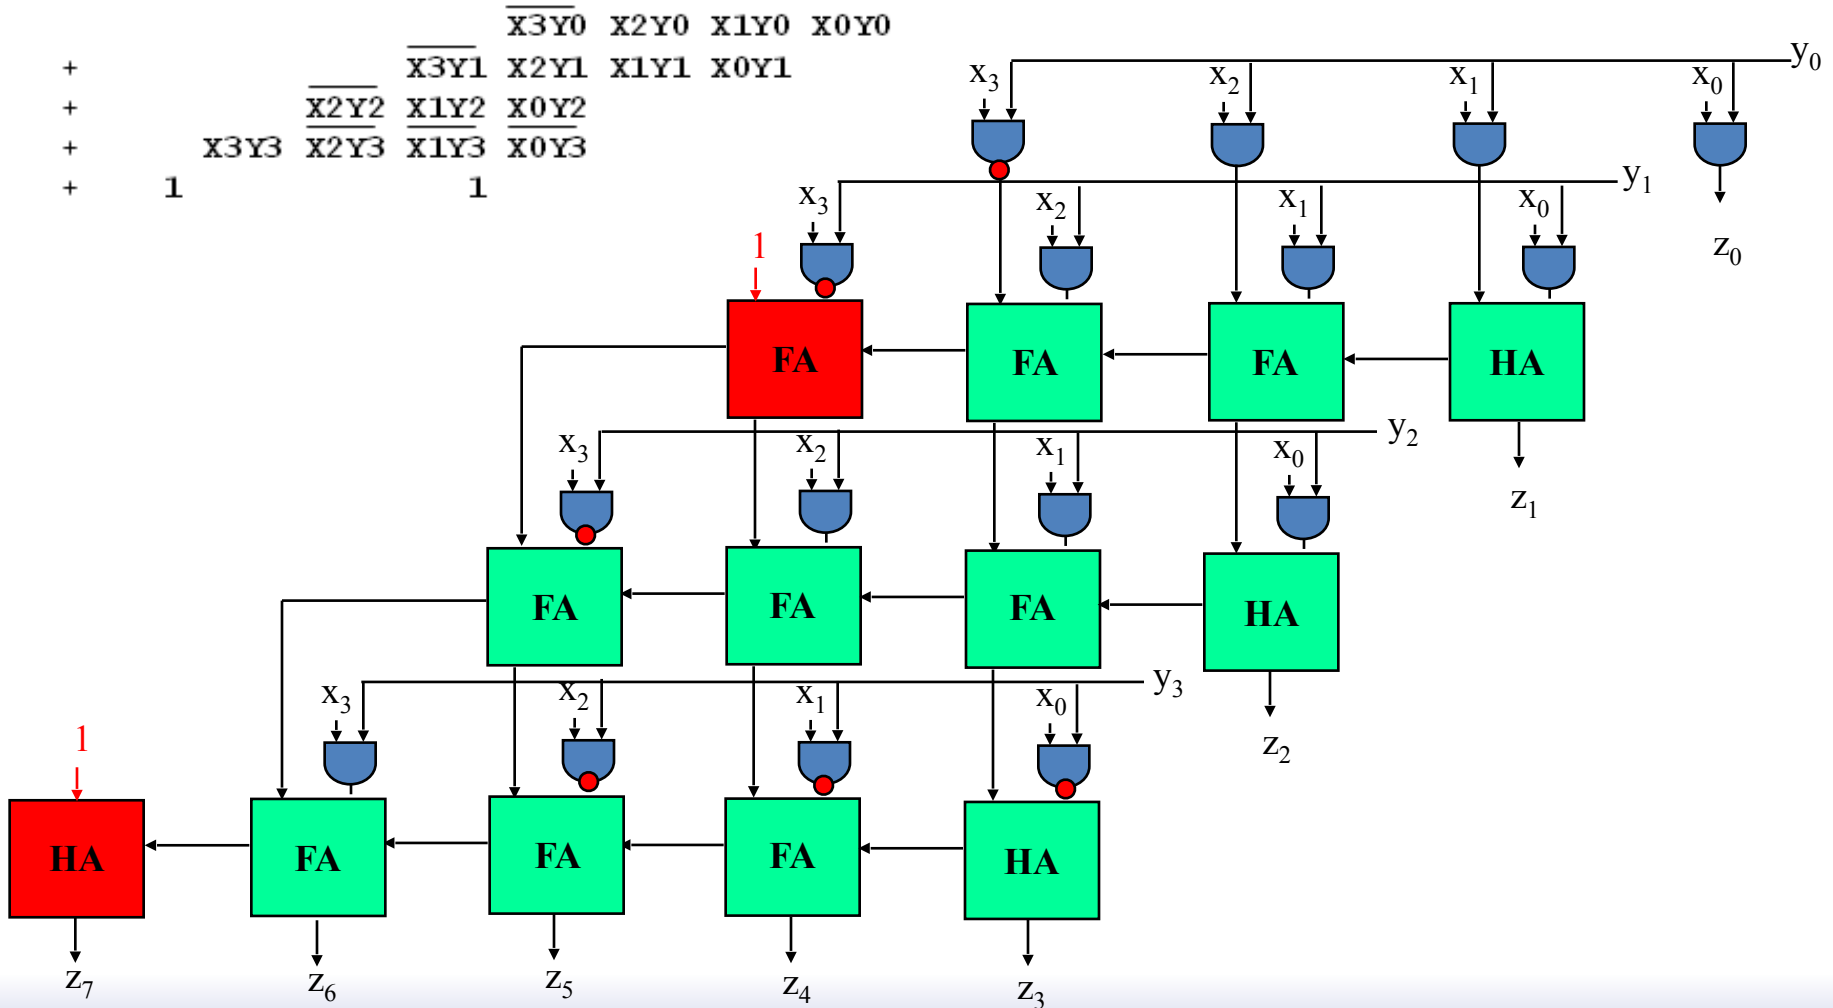 X3Y0 X2Y0 X1Y0 X0Y0
+ X3Y1 X2Y1 X1Y1 X0Y1
+ X2Y2 X1Y2 X0Y2
+ X3Y3 X2Y3 X1Y3 X0Y3
+ 1 1
y0
x3 x2 x1 x0
y1
x3 x2 x1 x0
z0
1
FA FA FA HA
y2
x3 x2 x1 x0
z1
FA FA FA HA
y3
x3 x2 x1 x0
z2
1
HA FA FA FA HA
z7 z6 z5 z4 z3